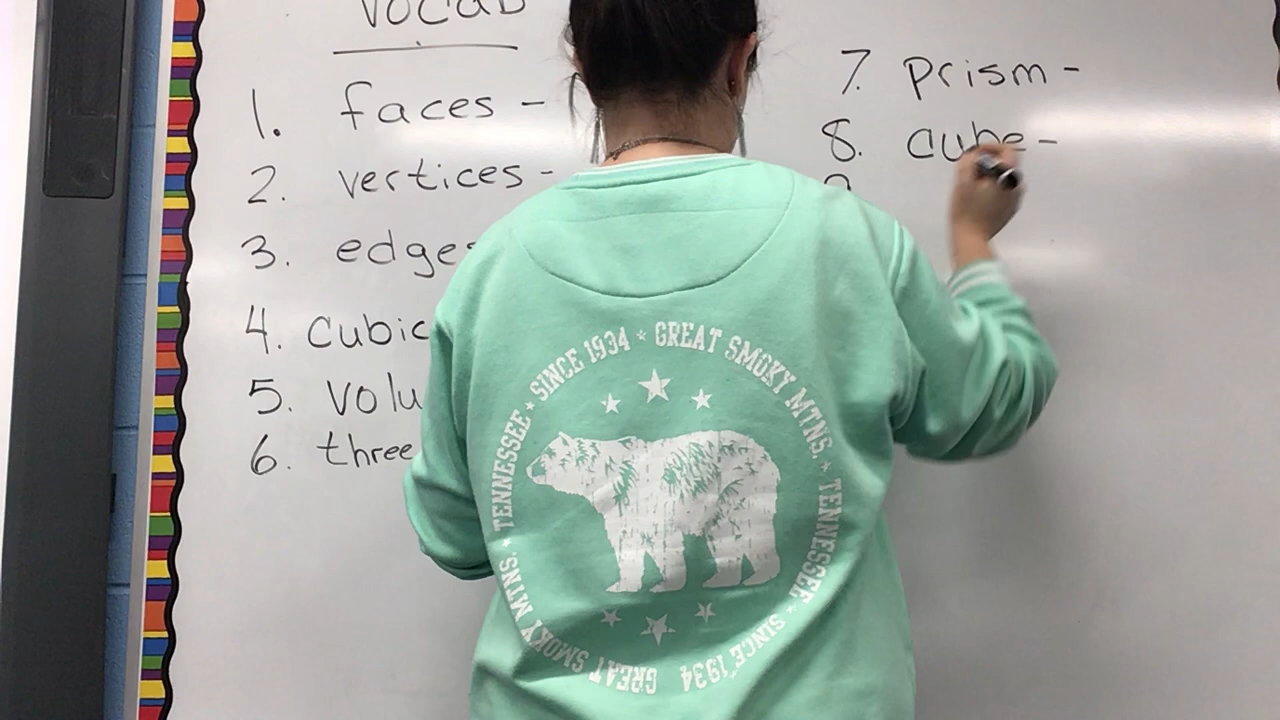 vocab
1. faces -
2. vertices -
3. edges
4. Cubic
5. Volu
6. three
7. prism -
8. cube -
9.
TENNESSEE * SINCE 1934 * GREAT SMOKY MTNS. * TENNESSEE * SINCE 1934 GREAT SMOKY MTNS. *